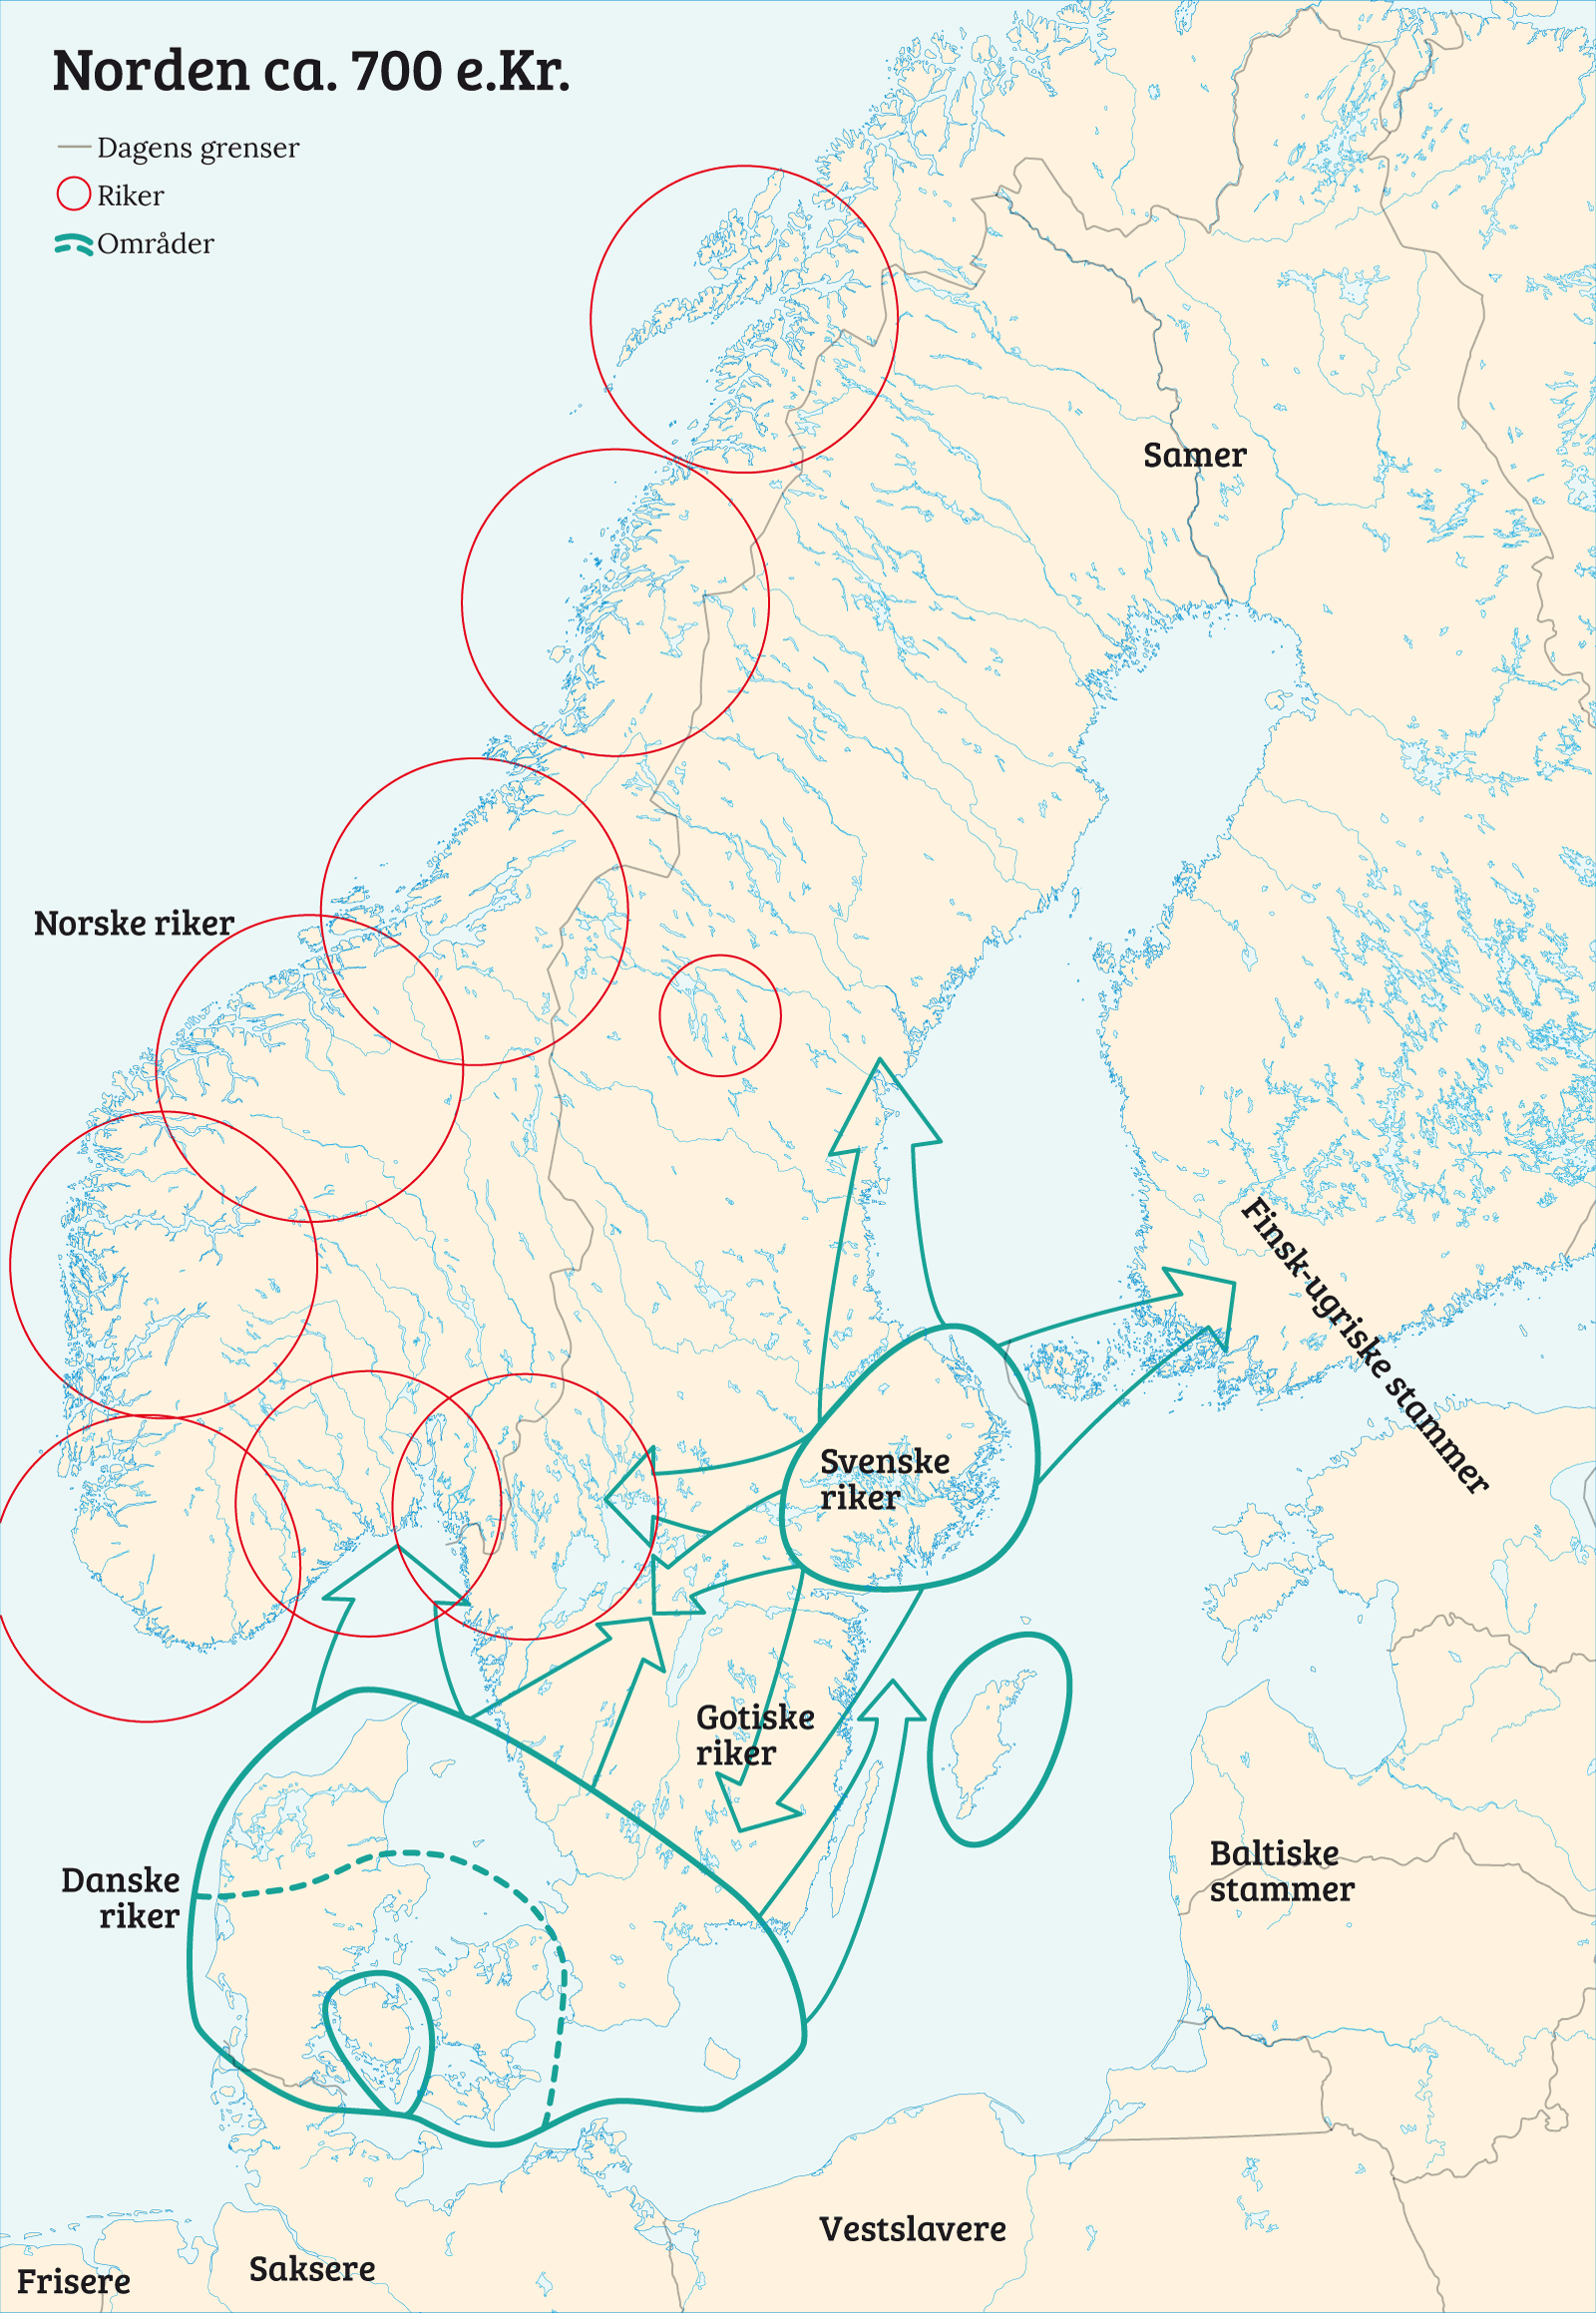 Norden ca. 700 e.Kr.
Dagens grenser
Riker
Områder
Samer
Norske riker
Finsk-ugriske stammer
Svenske
riker
Gotiske
riker
Danske
riker
Baltiske
stammer
Vestslavere
Saksere
Frisere